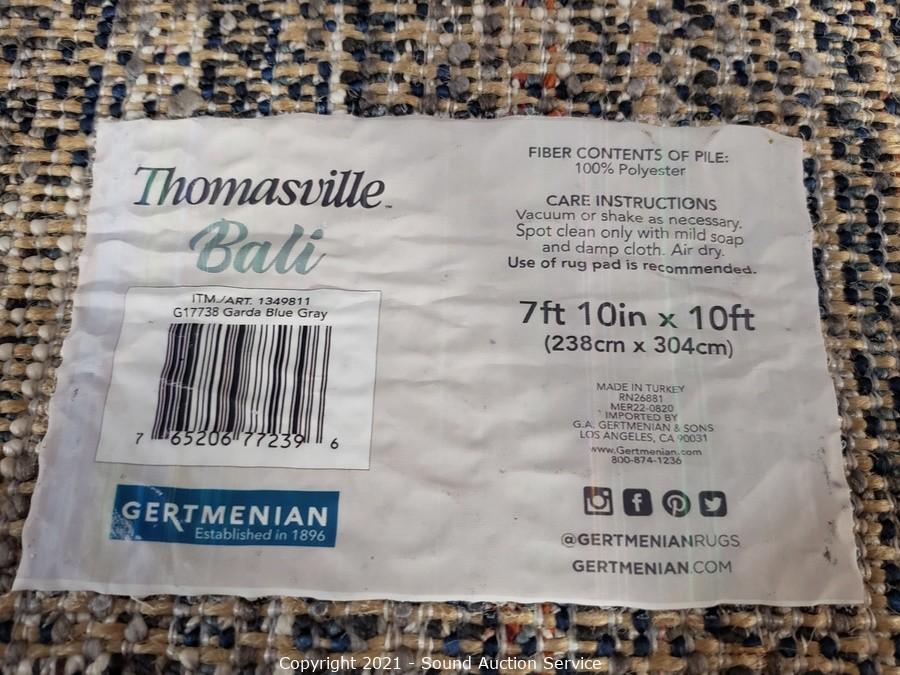 Thomasville™
Bali
ITM./ART. 1349811
G17738 Garda Blue Gray
7 65206 77239 6
GERTMENIAN
Established in 1896
FIBER CONTENTS OF PILE:
100% Polyester
CARE INSTRUCTIONS
Vacuum or shake as necessary.
Spot clean only with mild soap
and damp cloth. Air dry.
Use of rug pad is recommended.
7ft 10in x 10ft
(238cm x 304cm)
MADE IN TURKEY
RN26881
MER22-0820
IMPORTED BY
G.A. GERTMENIAN & SONS
LOS ANGELES, CA 90031
www.Gertmenian.com
800-874-1236
@GERTMENIANRUGS
GERTMENIAN.COM
Copyright 2021 - Sound Auction Service